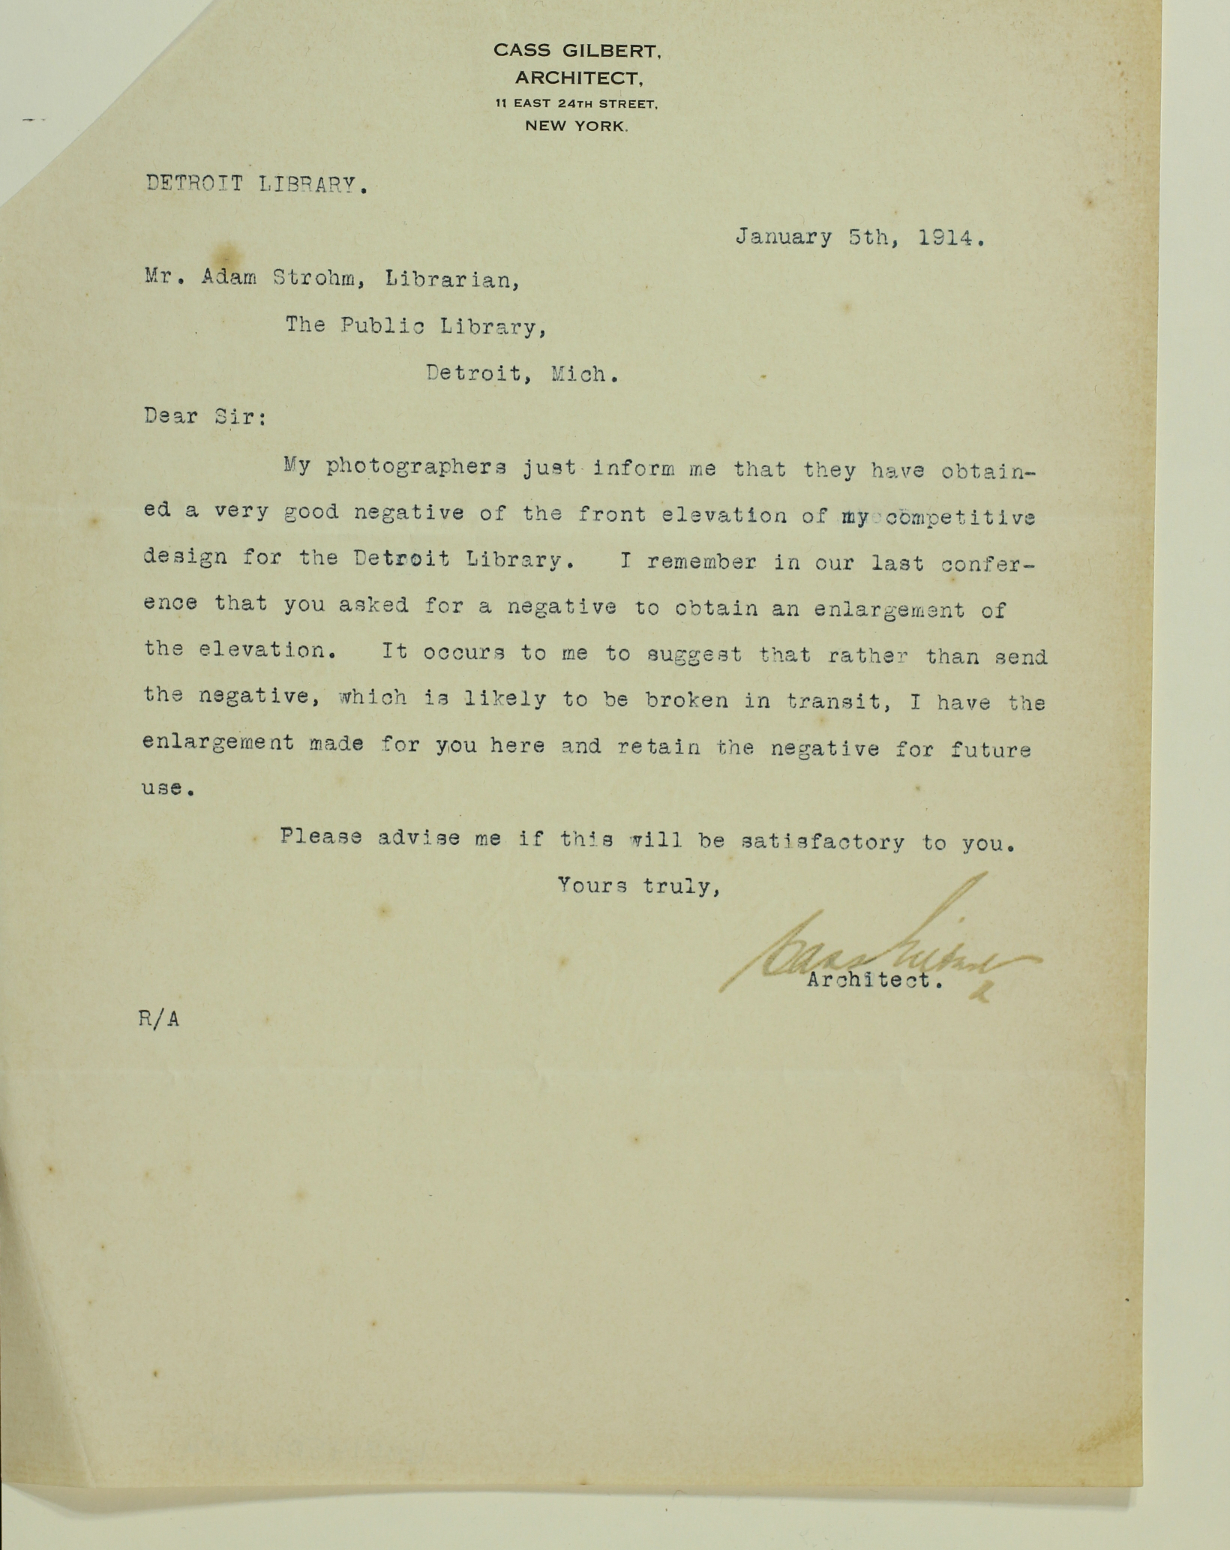 CASS GILBERT,
ARCHITECT,
11 EAST 24TH STREET,
NEW YORK.
DETROIT LIBRARY.
January 5th, 1914.
Mr. Adam Strohm, Librarian,
The Public Library,
Detroit, Mich.
Dear Sir:
My photographers just inform me that they have obtain-
ed a very good negative of the front elevation of my competitive
design for the Detroit Library. I remember in our last confer-
ence that you asked for a negative to obtain an enlargement of
the elevation. It occurs to me to suggest that rather than send
the negative, which is likely to be broken in transit, I have the
enlargement made for you here and retain the negative for future
use.
Please advise me if this will be satisfactory to you.
Yours truly,
Cass Gilbert
Architect.
R/A